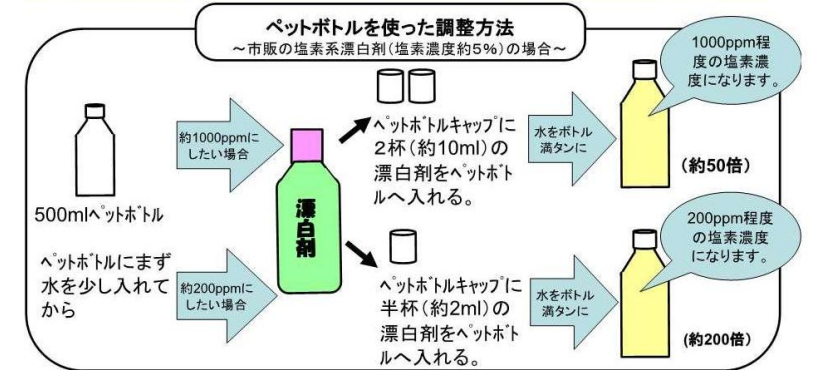 ペットボトルを使った調整方法
～市販の塩素系漂白剤（塩素濃度約５％）の場合～
500mlﾍﾟｯﾄﾎﾞﾄﾙ
ﾍﾟｯﾄﾎﾞﾄﾙにまず
水を少し入れて
から
約1000ppmに
したい場合
約200ppmに
したい場合
漂白剤
ﾍﾟｯﾄﾎﾞﾄﾙｷｬｯﾌﾟに
２杯（約10ml）の
漂白剤をﾍﾟｯﾄﾎﾞﾄ
ﾙへ入れる。
水をボトル
満タンに
1000ppm程
度の塩素濃
度になります。
（約50倍）
ﾍﾟｯﾄﾎﾞﾄﾙｷｬｯﾌﾟに
半杯（約2ml）の
漂白剤をﾍﾟｯﾄﾎﾞﾄ
ﾙへ入れる。
水をボトル
満タンに
200ppm程度
の塩素濃度
になります。
(約200倍）